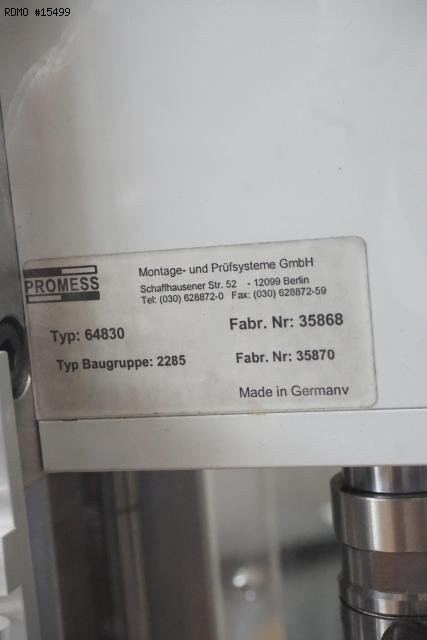 RDMO #15499
PROMESS
Montage- und Prüfsysteme GmbH
Schaffhausener Str. 52 - 12099 Berlin
Tel: (030) 628872-0 Fax: (030) 628872-59
Typ: 64830 Fabr. Nr: 35868
Typ Baugruppe: 2285 Fabr. Nr: 35870
Made in Germany